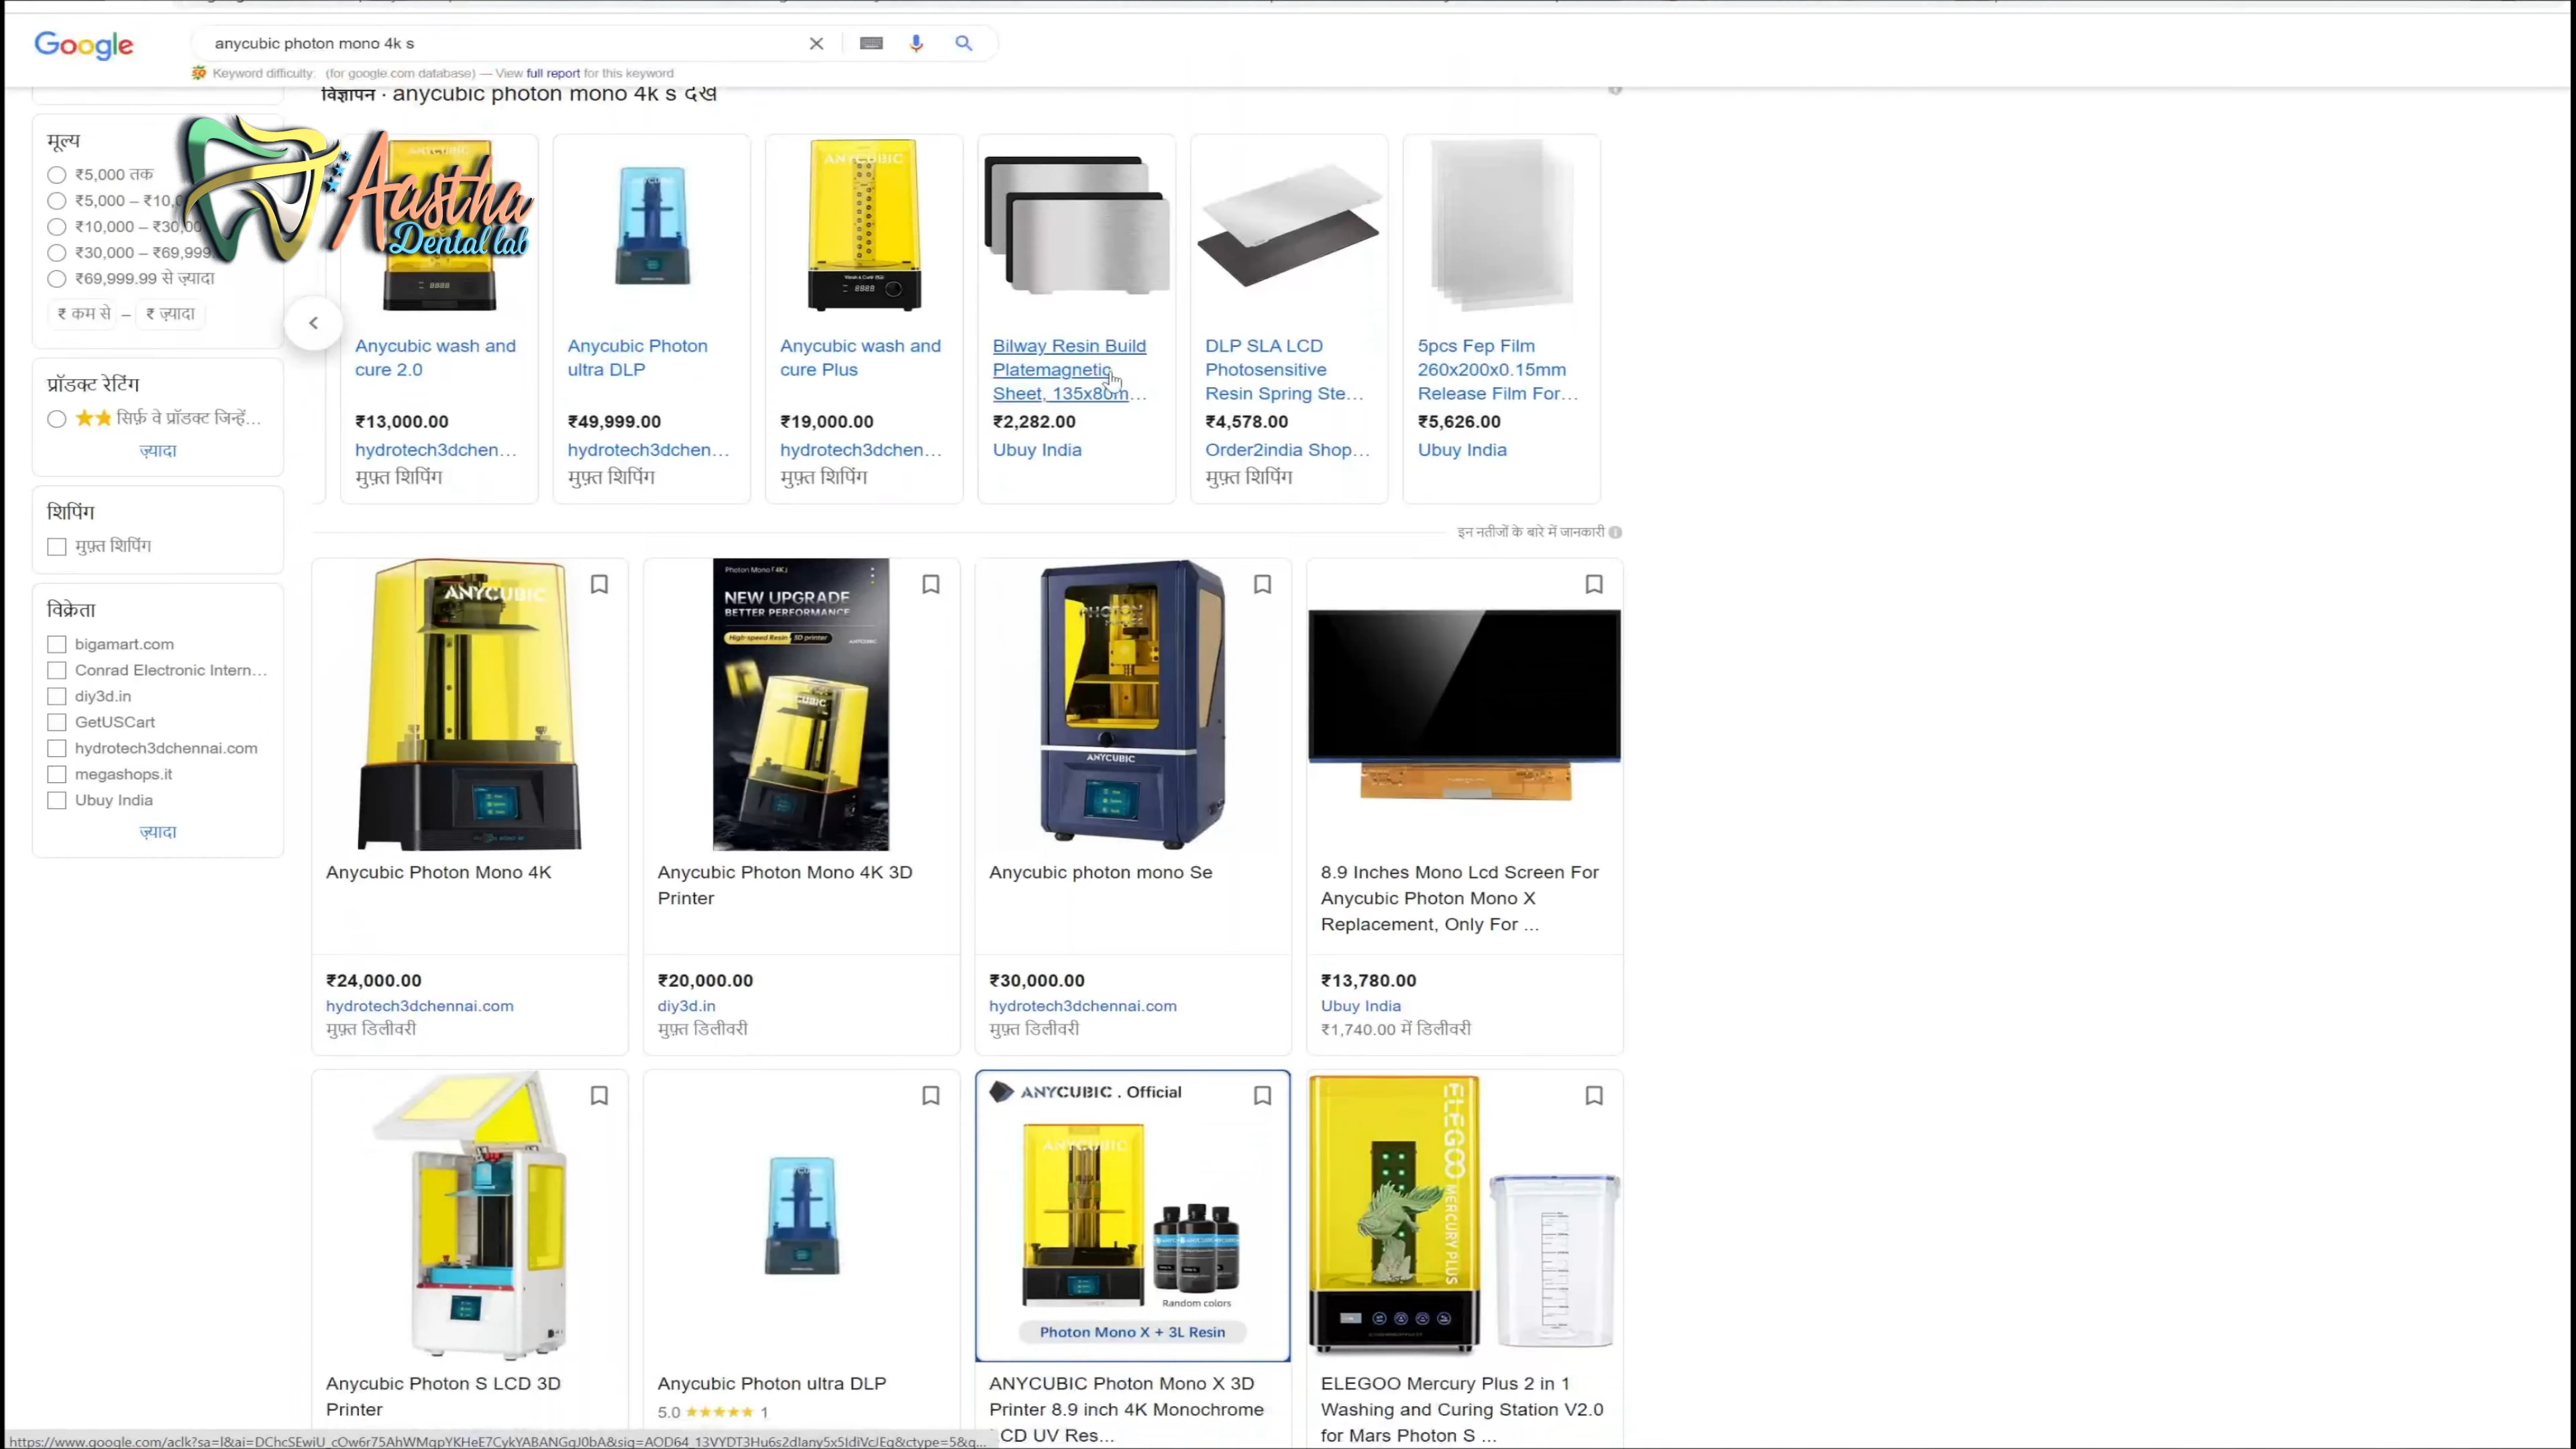 Google
anycubic photon mono 4k s
Keyword difficulty: (for google.com database) — View full report for this keyword
विज्ञापन · anycubic photon mono 4k s देखें
मूल्य
₹5,000 तक
₹5,000 – ₹10,0
₹10,000 – ₹30,00
₹30,000 – ₹69,999
₹69,999.99 से ज़्यादा
₹ कम से – ₹ ज़्यादा
Aastha
Dental lab
प्रॉडक्ट रेटिंग
सिर्फ़ वे प्रॉडक्ट जिन्हें...
ज़्यादा
शिपिंग
मुफ़्त शिपिंग
विक्रेता
bigamart.com
Conrad Electronic Intern...
diy3d.in
GetUSCart
hydrotech3dchennai.com
megashops.it
Ubuy India
ज़्यादा
Anycubic wash and
cure 2.0
₹13,000.00
hydrotech3dchen...
मुफ़्त शिपिंग
Anycubic Photon
ultra DLP
₹49,999.00
hydrotech3dchen...
मुफ़्त शिपिंग
ANYCUBIC
Anycubic wash and
cure Plus
₹19,000.00
hydrotech3dchen...
मुफ़्त शिपिंग
Bilway Resin Build
Platemagnetic
Sheet, 135x80m...
₹2,282.00
Ubuy India
DLP SLA LCD
Photosensitive
Resin Spring Ste...
₹4,578.00
Order2india Shop...
मुफ़्त शिपिंग
5pcs Fep Film
260x200x0.15mm
Release Film For...
₹5,626.00
Ubuy India
इन नतीजों के बारे में जानकारी
ANYCUBIC
Anycubic Photon Mono 4K
₹24,000.00
hydrotech3dchennai.com
मुफ़्त डिलीवरी
Photon Mono「4K」
NEW UPGRADE
BETTER PERFORMANCE
High-speed Resin 3D printer
ANYCUBIC
Anycubic Photon Mono 4K 3D
Printer
₹20,000.00
diy3d.in
मुफ़्त डिलीवरी
PHOTON
ANYCUBIC
Anycubic photon mono Se
₹30,000.00
hydrotech3dchennai.com
मुफ़्त डिलीवरी
8.9 Inches Mono Lcd Screen For
Anycubic Photon Mono X
Replacement, Only For ...
₹13,780.00
Ubuy India
₹1,740.00 में डिलीवरी
Anycubic Photon S LCD 3D
Printer
Anycubic Photon ultra DLP
5.0 ★★★★★ 1
ANYCUBIC . Official
ANYCUBIC
Random colors
Photon Mono X + 3L Resin
ANYCUBIC Photon Mono X 3D
Printer 8.9 inch 4K Monochrome
LCD UV Res...
ELEGOO MERCURY PLUS
ELEGOO Mercury Plus 2 in 1
Washing and Curing Station V2.0
for Mars Photon S ...